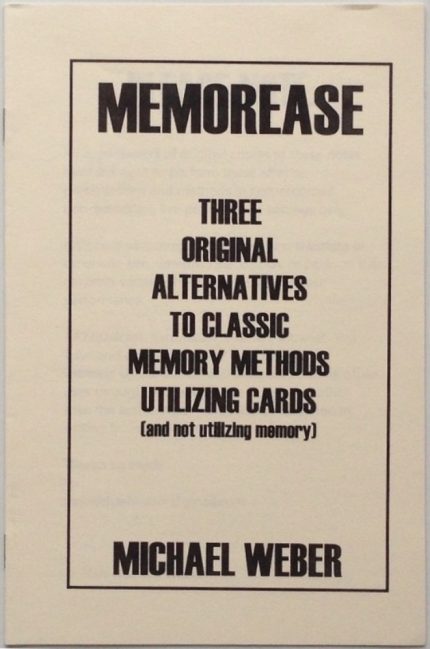 MEMOREASE
THREE
ORIGINAL
ALTERNATIVES
TO CLASSIC
MEMORY METHODS
UTILIZING CARDS
(and not utilizing memory)
MICHAEL WEBER